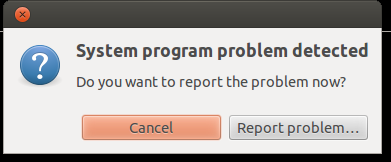 System program problem detected
Do you want to report the problem now?
Cancel
Report problem…